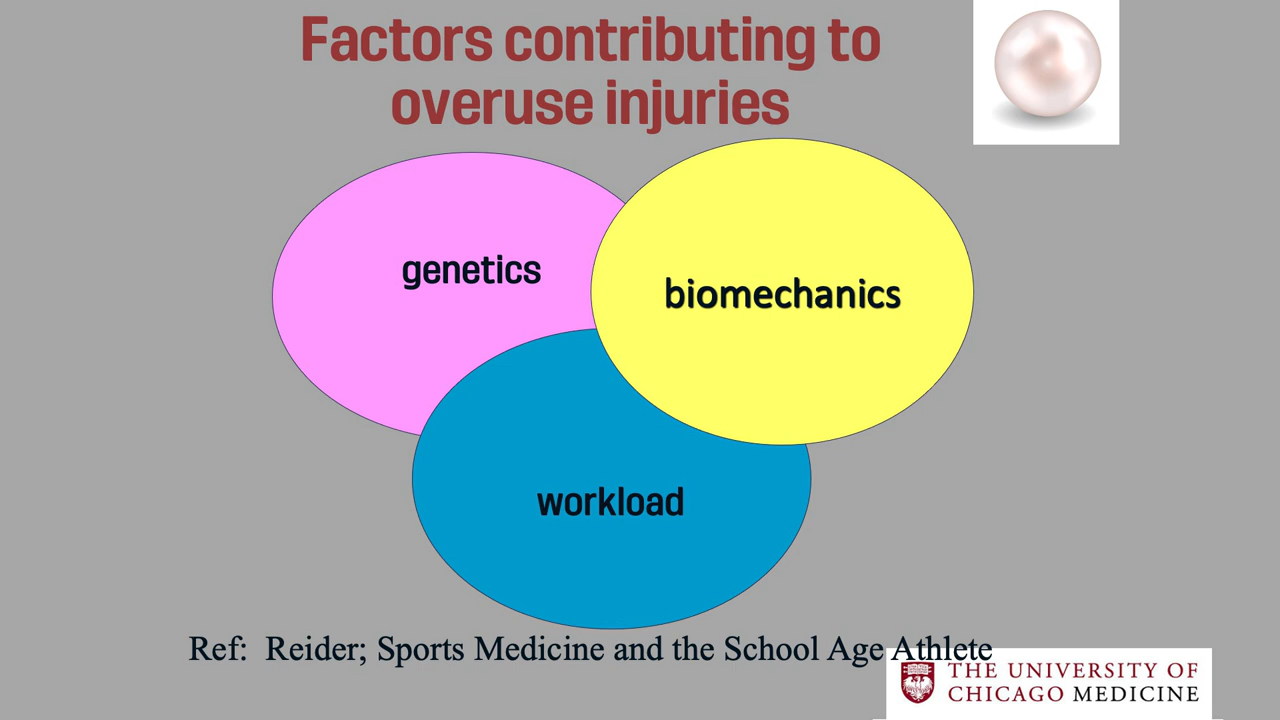 Factors contributing to
overuse injuries
genetics
biomechanics
workload
Ref:  Reider; Sports Medicine and the School Age Athlete
THE UNIVERSITY OF
CHICAGO MEDICINE